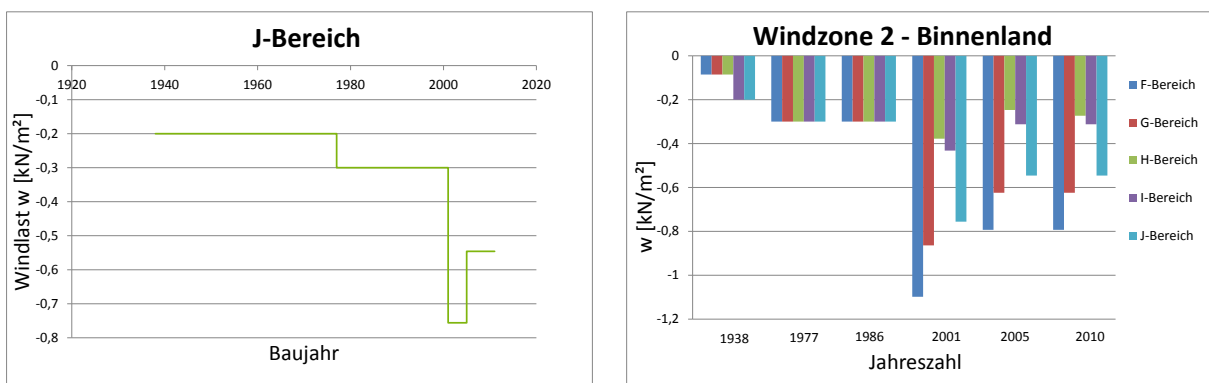 J-Bereich
0
1920 1940 1960 1980 2000 2020
-0,1
-0,2
-0,3
-0,4
-0,5
-0,6
-0,7
-0,8
Windlast w [kN/m²]
Baujahr
Windzone 2 - Binnenland
0
-0,2
-0,4
-0,6
-0,8
-1
-1,2
w [kN/m²]
1938 1977 1986 2001 2005 2010
Jahreszahl
F-Bereich
G-Bereich
H-Bereich
I-Bereich
J-Bereich